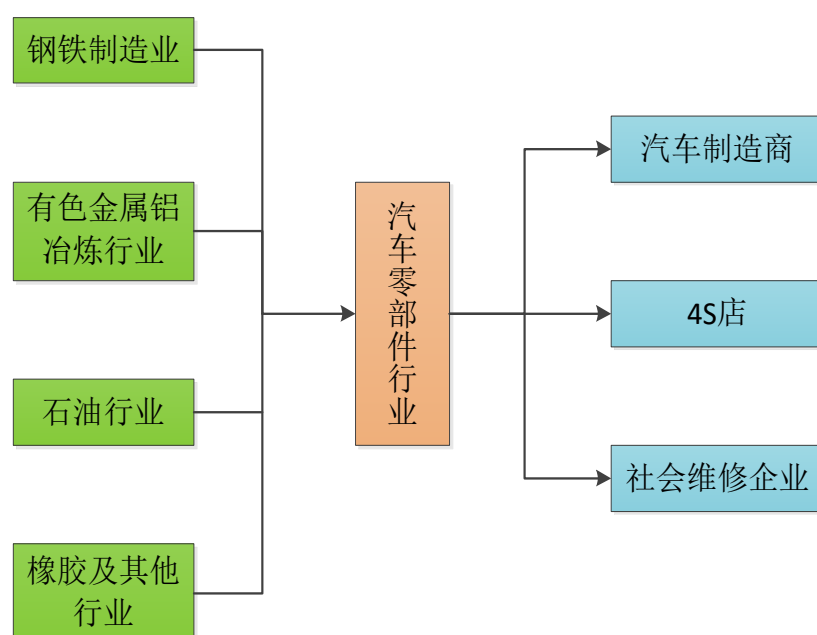 钢铁制造业
有色金属铝
冶炼行业
石油行业
橡胶及其他
行业
汽车零部件行业
汽车制造商
4S店
社会维修企业